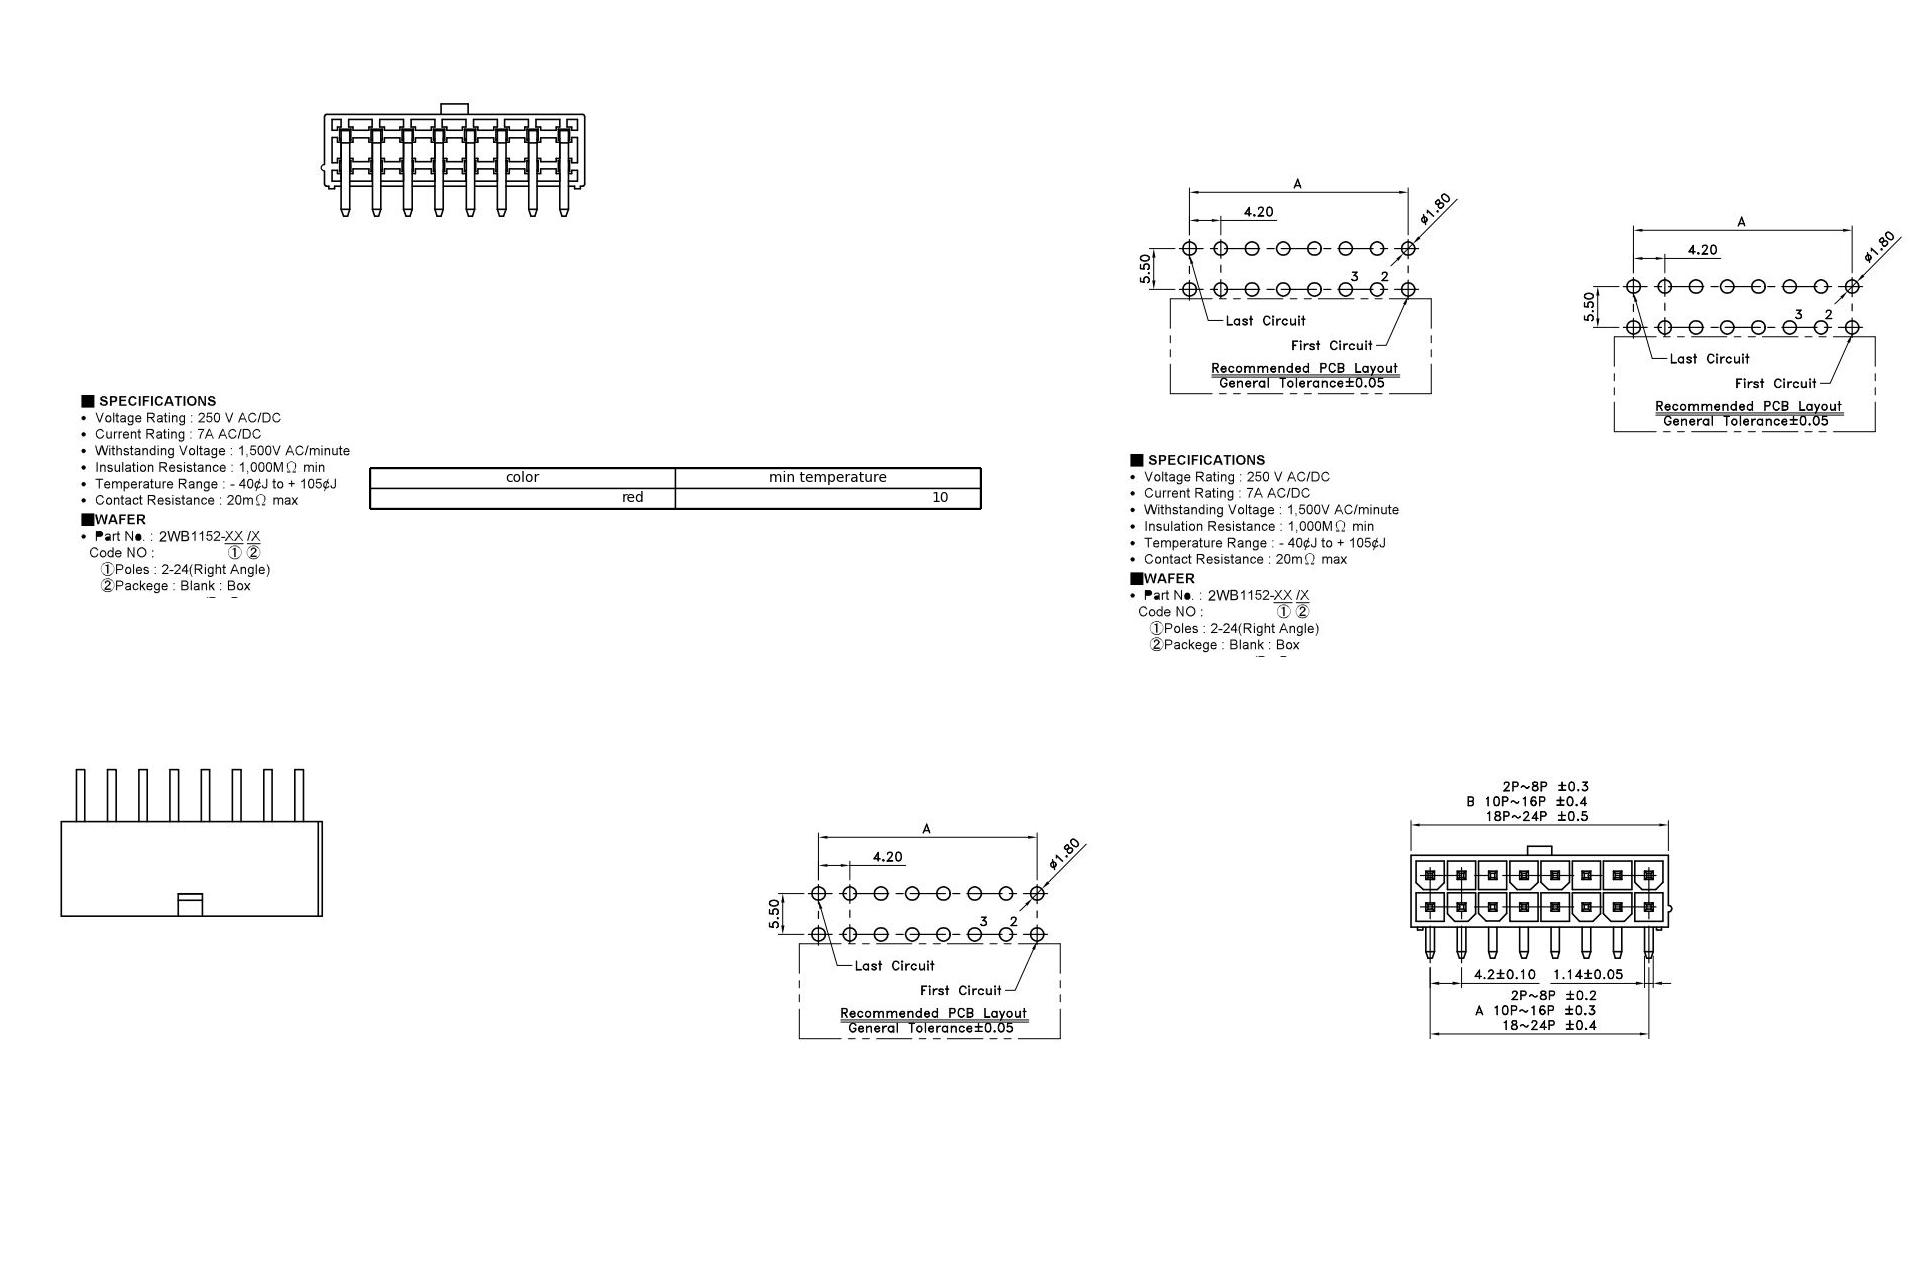 A
4.20
ø1.80
5.50
3 2
Last Circuit
First Circuit
Recommended PCB Layout
General Tolerance±0.05
A
4.20
ø1.80
5.50
3 2
Last Circuit
First Circuit
Recommended PCB Layout
General Tolerance±0.05
■ SPECIFICATIONS
• Voltage Rating : 250 V AC/DC
• Current Rating : 7A AC/DC
• Withstanding Voltage : 1,500V AC/minute
• Insulation Resistance : 1,000MΩ min
• Temperature Range : - 40¢J to + 105¢J
• Contact Resistance : 20mΩ max
■WAFER
• Part No. : 2WB1152-XX /X
Code NO : ① ②
①Poles : 2-24(Right Angle)
②Packege : Blank : Box
color min temperature
red 10
■ SPECIFICATIONS
• Voltage Rating : 250 V AC/DC
• Current Rating : 7A AC/DC
• Withstanding Voltage : 1,500V AC/minute
• Insulation Resistance : 1,000MΩ min
• Temperature Range : - 40¢J to + 105¢J
• Contact Resistance : 20mΩ max
■WAFER
• Part No. : 2WB1152-XX /X
Code NO : ① ②
①Poles : 2-24(Right Angle)
②Packege : Blank : Box
A
4.20
ø1.80
5.50
3 2
Last Circuit
First Circuit
Recommended PCB Layout
General Tolerance±0.05
2P~8P ±0.3
B 10P~16P ±0.4
18P~24P ±0.5
4.2±0.10 1.14±0.05
2P~8P ±0.2
A 10P~16P ±0.3
18~24P ±0.4